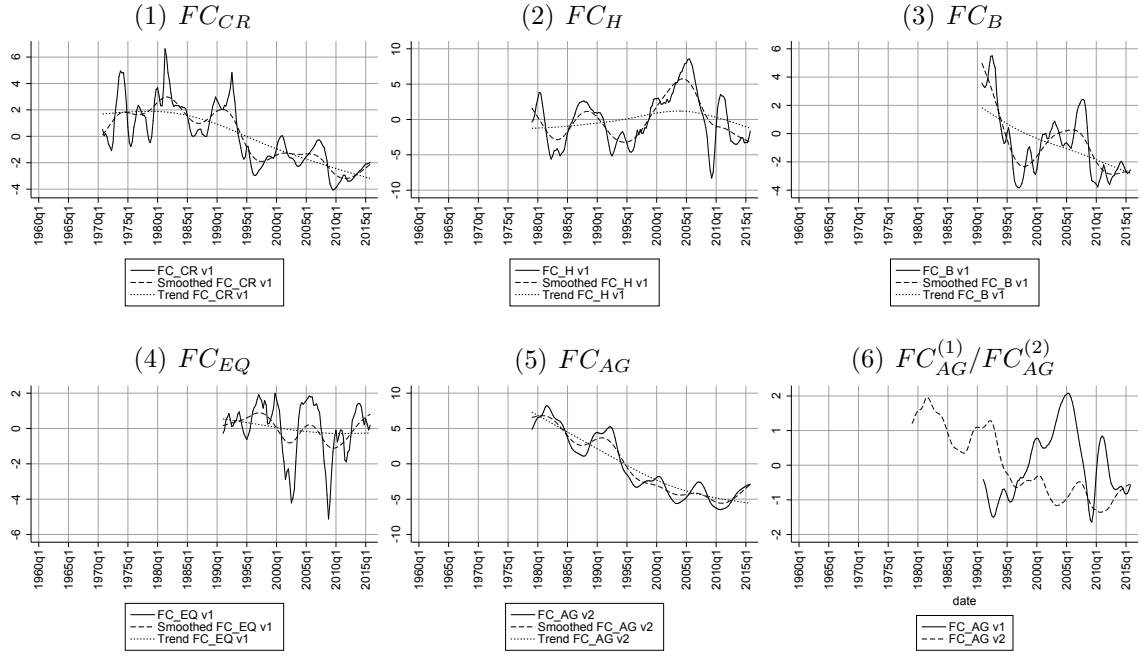 (1) FC_CR
6
4
2
0
-2
-4
1960q1
1965q1
1970q1
1975q1
1980q1
1985q1
1990q1
1995q1
2000q1
2005q1
2010q1
2015q1
FC_CR v1
Smoothed FC_CR v1
Trend FC_CR v1
(2) FC_H
10
5
0
-5
-10
1960q1
1965q1
1970q1
1975q1
1980q1
1985q1
1990q1
1995q1
2000q1
2005q1
2010q1
2015q1
FC_H v1
Smoothed FC_H v1
Trend FC_H v1
(3) FC_B
6
4
2
0
-2
-4
1960q1
1965q1
1970q1
1975q1
1980q1
1985q1
1990q1
1995q1
2000q1
2005q1
2010q1
2015q1
FC_B v1
Smoothed FC_B v1
Trend FC_B v1
(4) FC_EQ
2
0
-2
-4
-6
1960q1
1965q1
1970q1
1975q1
1980q1
1985q1
1990q1
1995q1
2000q1
2005q1
2010q1
2015q1
FC_EQ v1
Smoothed FC_EQ v1
Trend FC_EQ v1
(5) FC_AG
10
5
0
-5
-10
1960q1
1965q1
1970q1
1975q1
1980q1
1985q1
1990q1
1995q1
2000q1
2005q1
2010q1
2015q1
FC_AG v2
Smoothed FC_AG v2
Trend FC_AG v2
(6) FC_AG^(1)/FC_AG^(2)
2
1
0
-1
-2
1960q1
1965q1
1970q1
1975q1
1980q1
1985q1
1990q1
1995q1
2000q1
2005q1
2010q1
2015q1
date
FC_AG v1
FC_AG v2